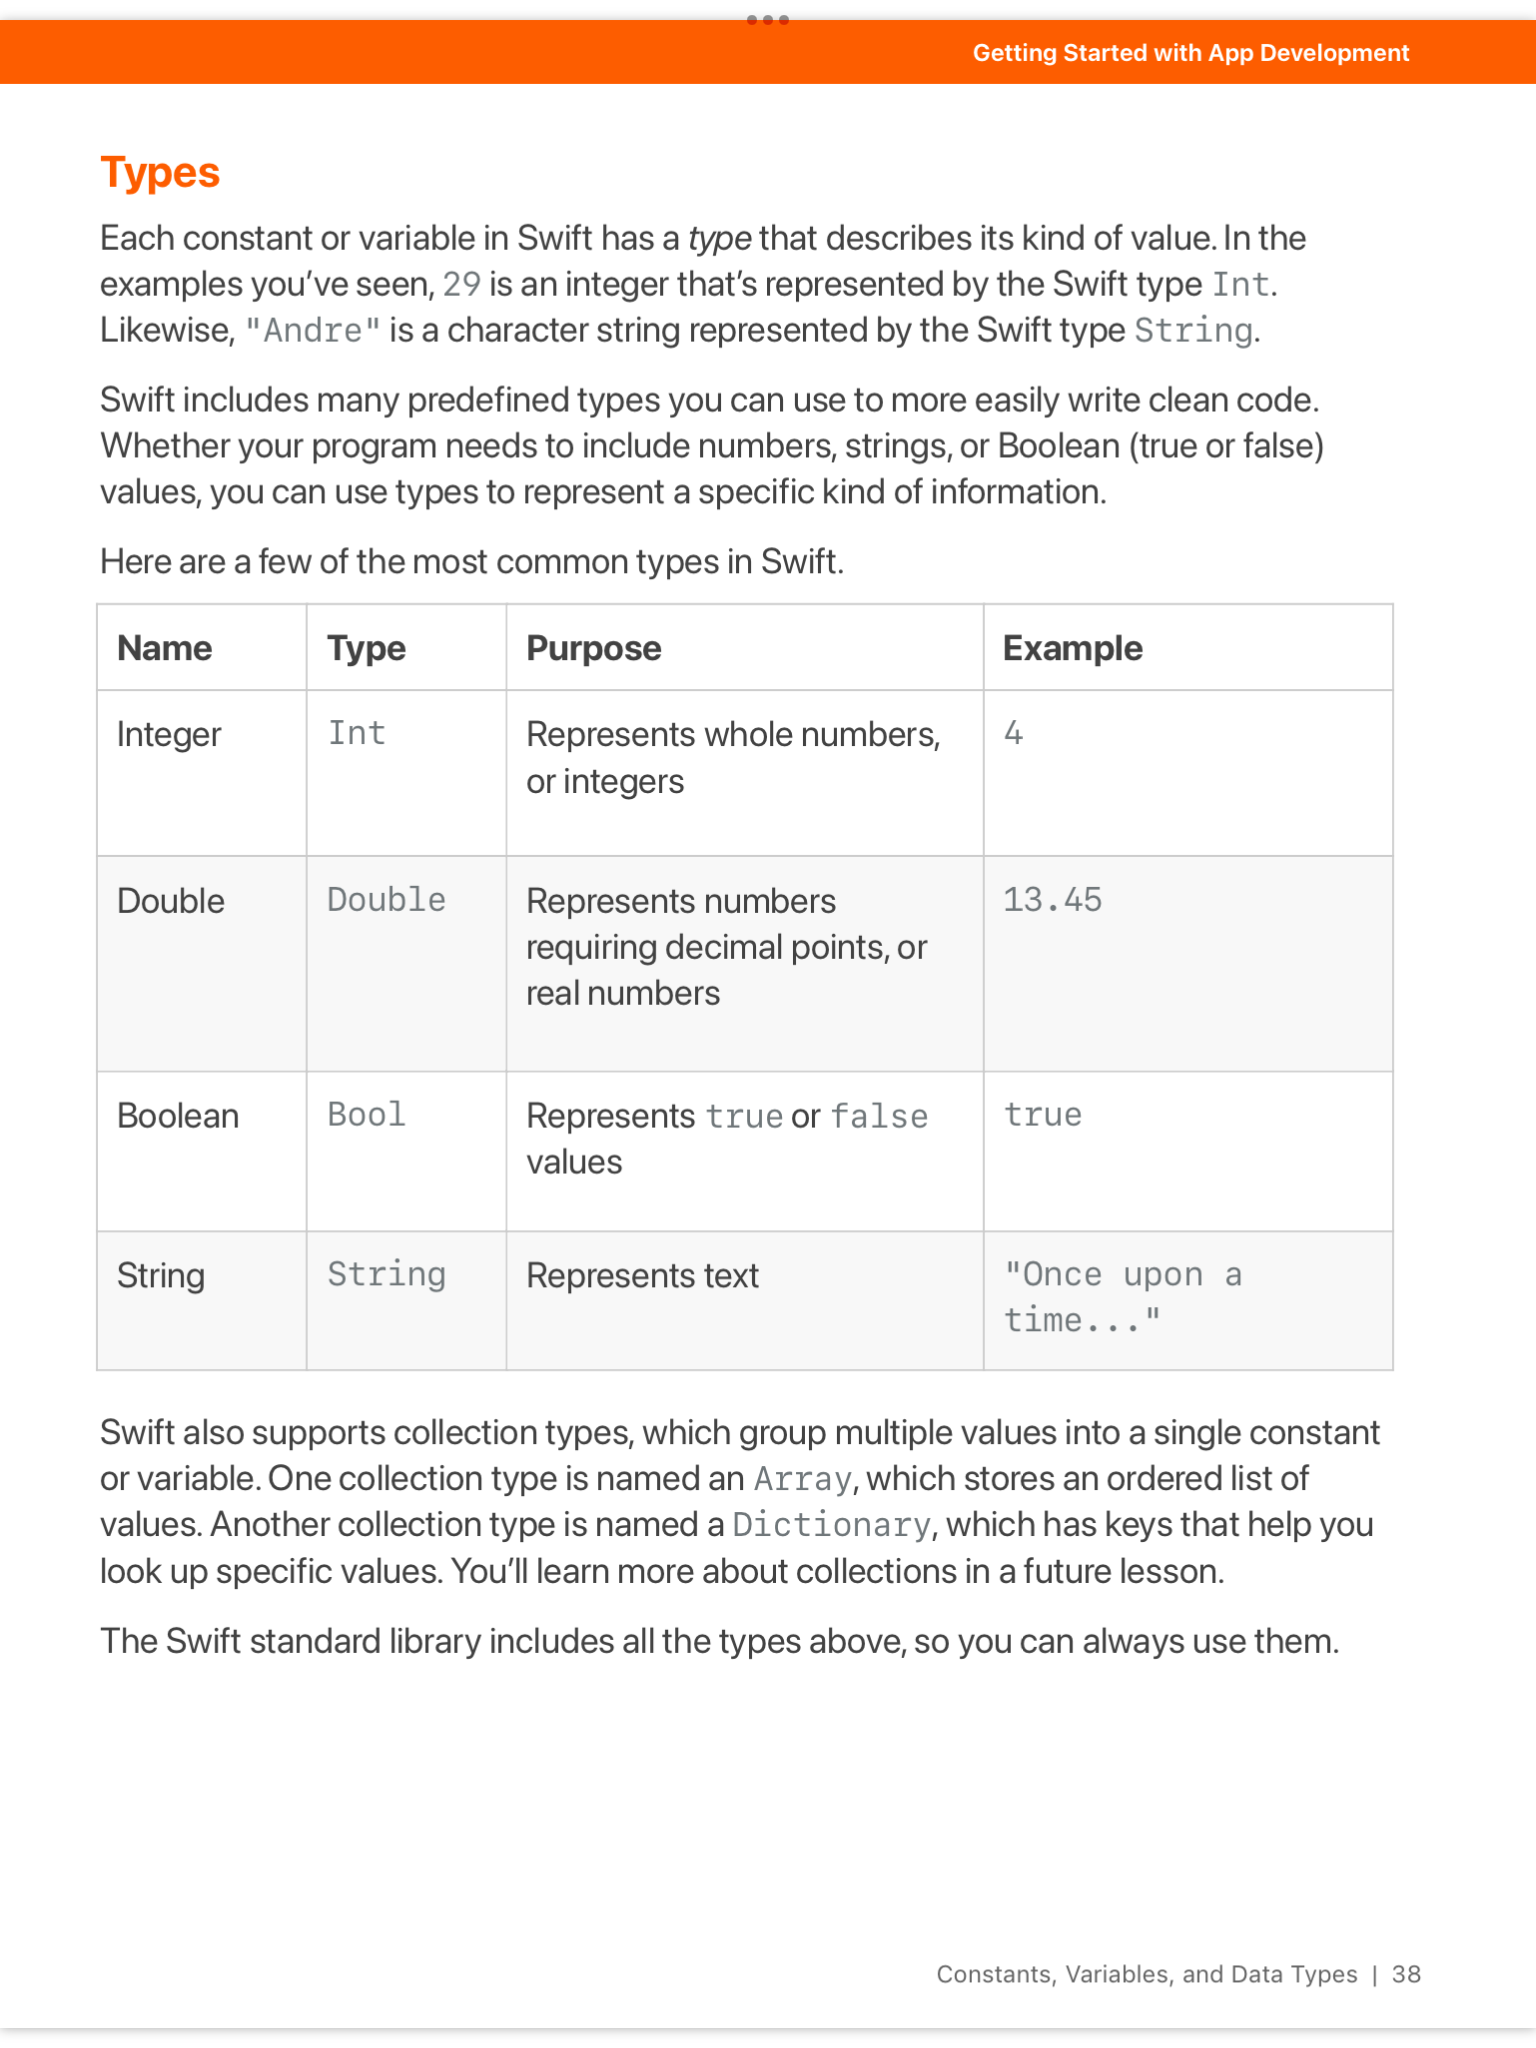 Getting Started with App Development
Types
Each constant or variable in Swift has a type that describes its kind of value. In the
examples you’ve seen, 29 is an integer that’s represented by the Swift type Int.
Likewise, "Andre" is a character string represented by the Swift type String.
Swift includes many predefined types you can use to more easily write clean code.
Whether your program needs to include numbers, strings, or Boolean (true or false)
values, you can use types to represent a specific kind of information.
Here are a few of the most common types in Swift.
Name Type Purpose Example
Integer Int Represents whole numbers, 4
or integers
Double Double Represents numbers 13.45
requiring decimal points, or
real numbers
Boolean Bool Represents true or false true
values
String String Represents text "Once upon a
time..."
Swift also supports collection types, which group multiple values into a single constant
or variable. One collection type is named an Array, which stores an ordered list of
values. Another collection type is named a Dictionary, which has keys that help you
look up specific values. You’ll learn more about collections in a future lesson.
The Swift standard library includes all the types above, so you can always use them.
Constants, Variables, and Data Types | 38